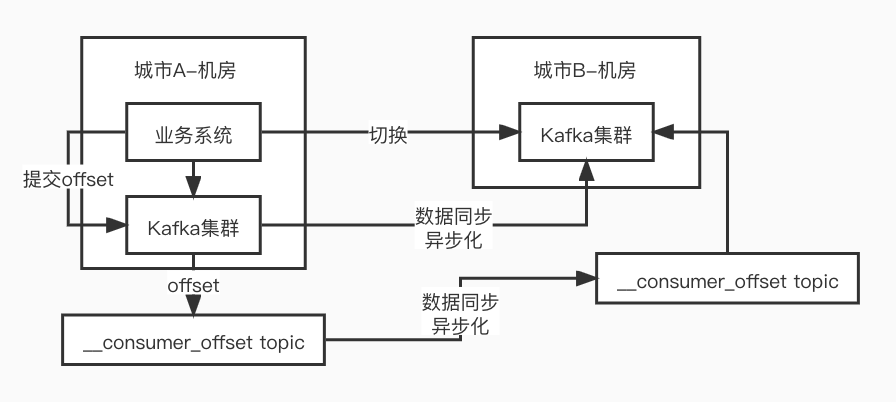 城市A-机房
城市B-机房
业务系统
切换
Kafka集群
提交offset
Kafka集群
数据同步
异步化
offset
__consumer_offset topic
数据同步
异步化
__consumer_offset topic